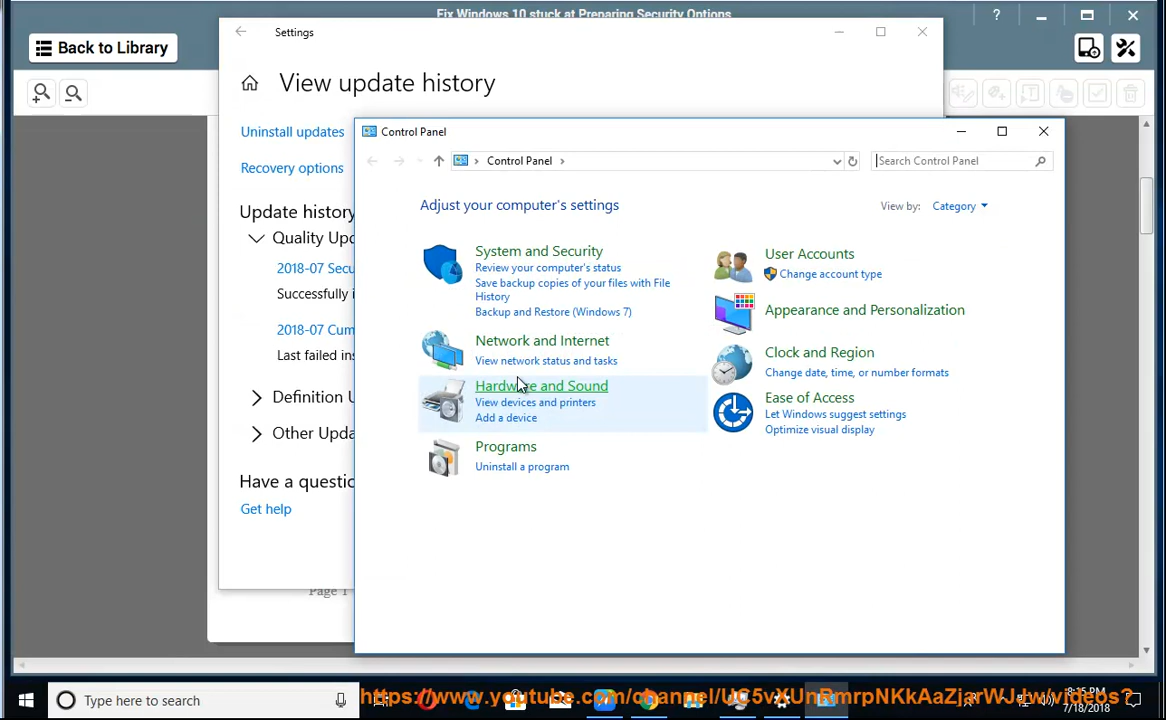 Fix Windows 10 stuck at Preparing Security Options
Back to Library
Settings
View update history
Uninstall updates
Recovery options
Update history
Quality Up
2018-07 Secu
Successfully i
2018-07 Cum
Last failed ins
Definition U
Other Upda
Have a questio
Get help
Page 1
Control Panel
Control Panel
Search Control Panel
Adjust your computer's settings
View by: Category
System and Security
Review your computer's status
Save backup copies of your files with File
History
Backup and Restore (Windows 7)
Network and Internet
View network status and tasks
Hardware and Sound
View devices and printers
Add a device
Programs
Uninstall a program
User Accounts
Change account type
Appearance and Personalization
Clock and Region
Change date, time, or number formats
Ease of Access
Let Windows suggest settings
Optimize visual display
Type here to search
8:15 PM
7/18/2018